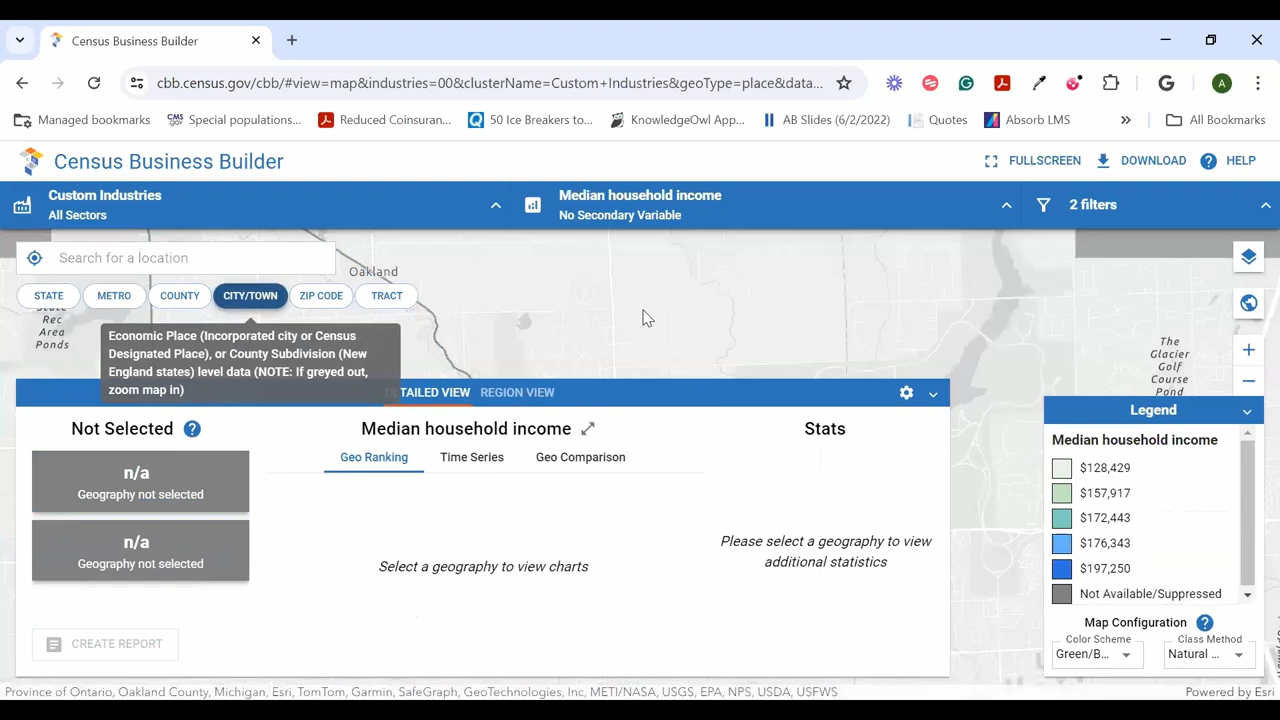 Census Business Builder
cbb.census.gov/cbb/#view=map&industries=00&clusterName=Custom+Industries&geoType=place&data...
G
A
Managed bookmarks
CMS.gov Special populations...
Reduced Coinsuran...
50 Ice Breakers to...
KnowledgeOwl App...
AB Slides (6/2/2022)
Quotes
Absorb LMS
All Bookmarks
Census Business Builder
FULLSCREEN
DOWNLOAD
HELP
Custom Industries
All Sectors
Median household income
No Secondary Variable
2 filters
Search for a location
Oakland
STATE
METRO
COUNTY
CITY/TOWN
ZIP CODE
TRACT
State
Rec
Area
Ponds
Economic Place (Incorporated city or Census
Designated Place), or County Subdivision (New
England states) level data (NOTE: If greyed out,
zoom map in)
The
Glacier
Golf
Course
Pond
TAILED VIEW
REGION VIEW
Not Selected
n/a
Geography not selected
n/a
Geography not selected
CREATE REPORT
Median household income
Geo Ranking
Time Series
Geo Comparison
Select a geography to view charts
Stats
Please select a geography to view
additional statistics
Legend
Median household income
$128,429
$157,917
$172,443
$176,343
$197,250
Not Available/Suppressed
Map Configuration
Color Scheme
Green/B...
Class Method
Natural ...
Province of Ontario, Oakland County, Michigan, Esri, TomTom, Garmin, SafeGraph, GeoTechnologies, Inc, METI/NASA, USGS, EPA, NPS, USDA, USFWS
Powered by Esri